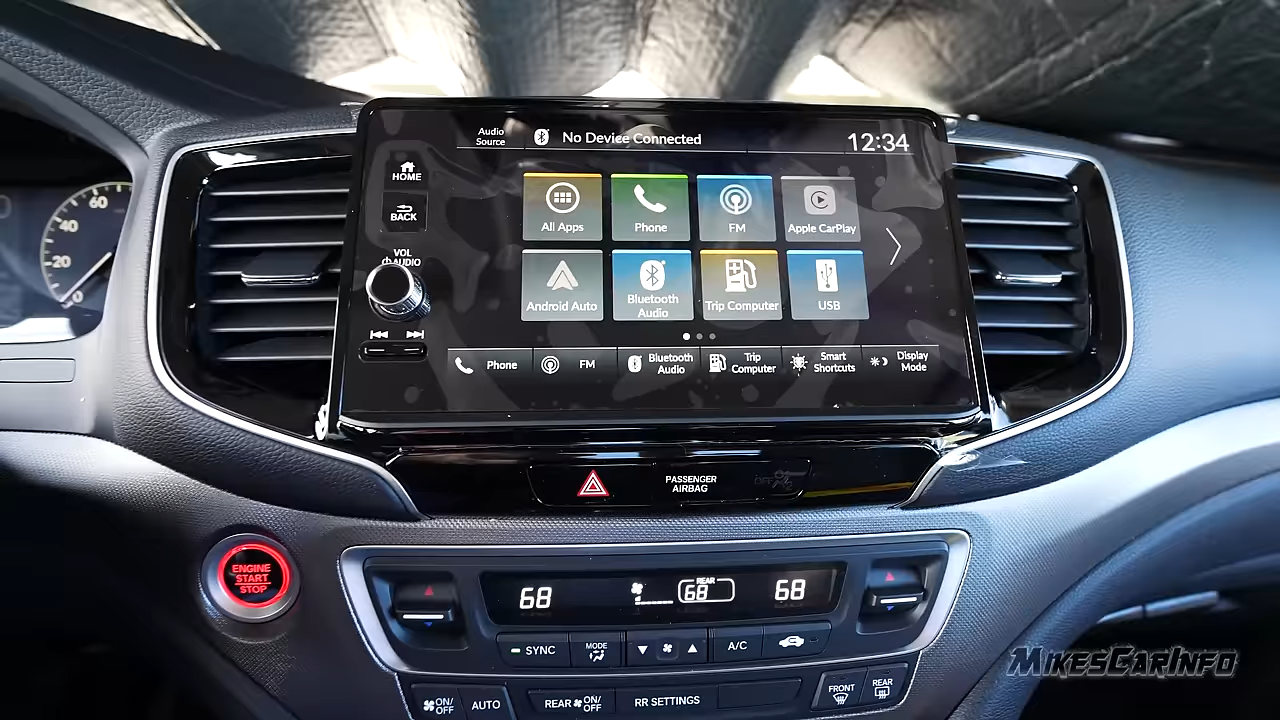 Audio
Source
No Device Connected
12:34
HOME
BACK
VOL
AUDIO
All Apps
Phone
FM
Apple CarPlay
Android Auto
Bluetooth
Audio
Trip Computer
USB
Phone
FM
Bluetooth
Audio
Trip
Computer
Smart
Shortcuts
Display
Mode
60
40
20
0
PASSENGER
AIRBAG
OFF
ENGINE
START
STOP
68
REAR
68
68
SYNC
MODE
A/C
ON/
OFF
AUTO
REAR ON/
OFF
RR SETTINGS
FRONT
REAR
MIKESCARINFO